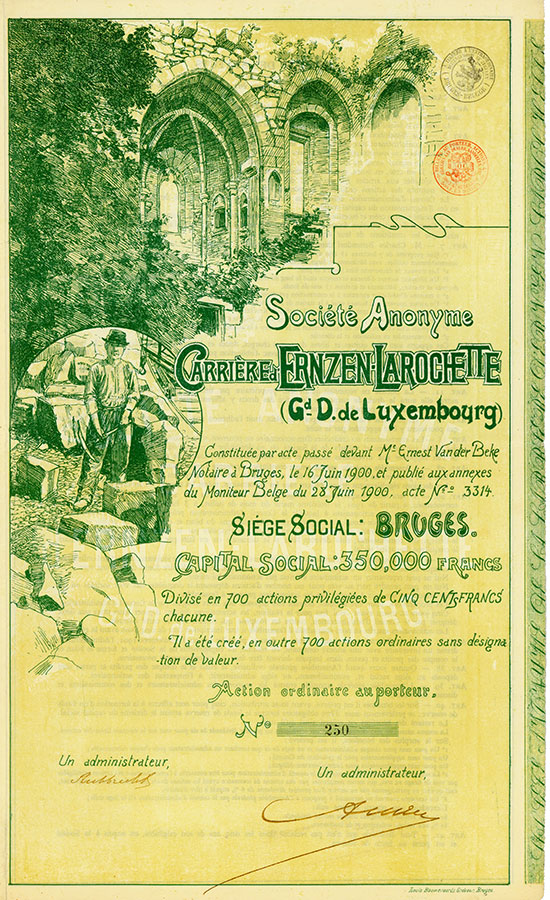 Société Anonyme
CARRIÈRE d'ERNZEN-LAROCHETTE
(Gd D. de Luxembourg)
Constituée par acte passé devant Me Ernest Van der Beke
Notaire à Bruges, le 16 Juin 1900, et publié aux annexes
du Moniteur Belge du 28 Juin 1900, acte No 3314.
SIÈGE SOCIAL: BRUGES.
CAPITAL SOCIAL: 350,000 FRANCS
Divisé en 700 actions privilégiées de CINQ CENTS FRANCS
chacune.
Il a été créé, en outre 700 actions ordinaires sans désigna
tion de valeur.
Action ordinaire au porteur,
No 250
Un administrateur,
Un administrateur,